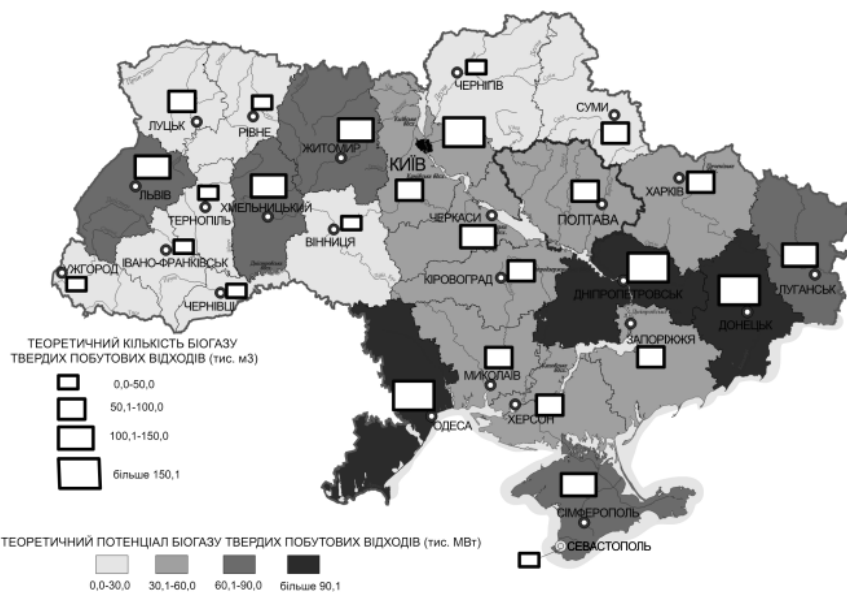 ЧЕРНІГІВ
СУМИ
ЛУЦЬК
РІВНЕ
ЖИТОМИР
КИЇВ
ХАРКІВ
ЛЬВІВ
ТЕРНОПІЛЬ
ХМЕЛЬНИЦЬКИЙ
ЧЕРКАСИ
ПОЛТАВА
ВІННИЦЯ
ІВАНО-ФРАНКІВСЬК
УЖГОРОД
КІРОВОГРАД
ЛУГАНСЬК
ЧЕРНІВЦІ
ДНІПРОПЕТРОВСЬК
ДОНЕЦЬК
ЗАПОРІЖЖЯ
ТЕОРЕТИЧНИЙ КІЛЬКІСТЬ БІОГАЗУ
ТВЕРДИХ ПОБУТОВИХ ВІДХОДІВ (тис. м3)
0,0-50,0
50,1-100,0
100,1-150,0
більше 150,1
МИКОЛАЇВ
ХЕРСОН
ОДЕСА
СІМФЕРОПОЛЬ
СЕВАСТОПОЛЬ
ТЕОРЕТИЧНИЙ ПОТЕНЦІАЛ БІОГАЗУ ТВЕРДИХ ПОБУТОВИХ ВІДХОДІВ (тис. МВт)
0,0-30,0
30,1-60,0
60,1-90,0
більше 90,1